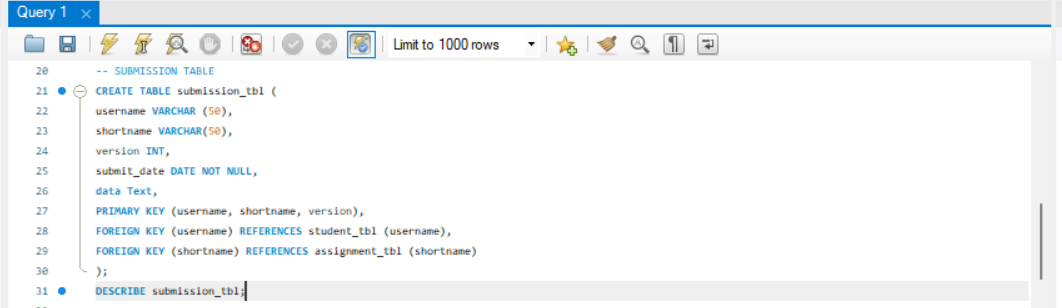 Query 1
Limit to 1000 rows
20 -- SUBMISSION TABLE
21 CREATE TABLE submission_tbl (
22 username VARCHAR (50),
23 shortname VARCHAR(50),
24 version INT,
25 submit_date DATE NOT NULL,
26 data Text,
27 PRIMARY KEY (username, shortname, version),
28 FOREIGN KEY (username) REFERENCES student_tbl (username),
29 FOREIGN KEY (shortname) REFERENCES assignment_tbl (shortname)
30 );
31 DESCRIBE submission_tbl;